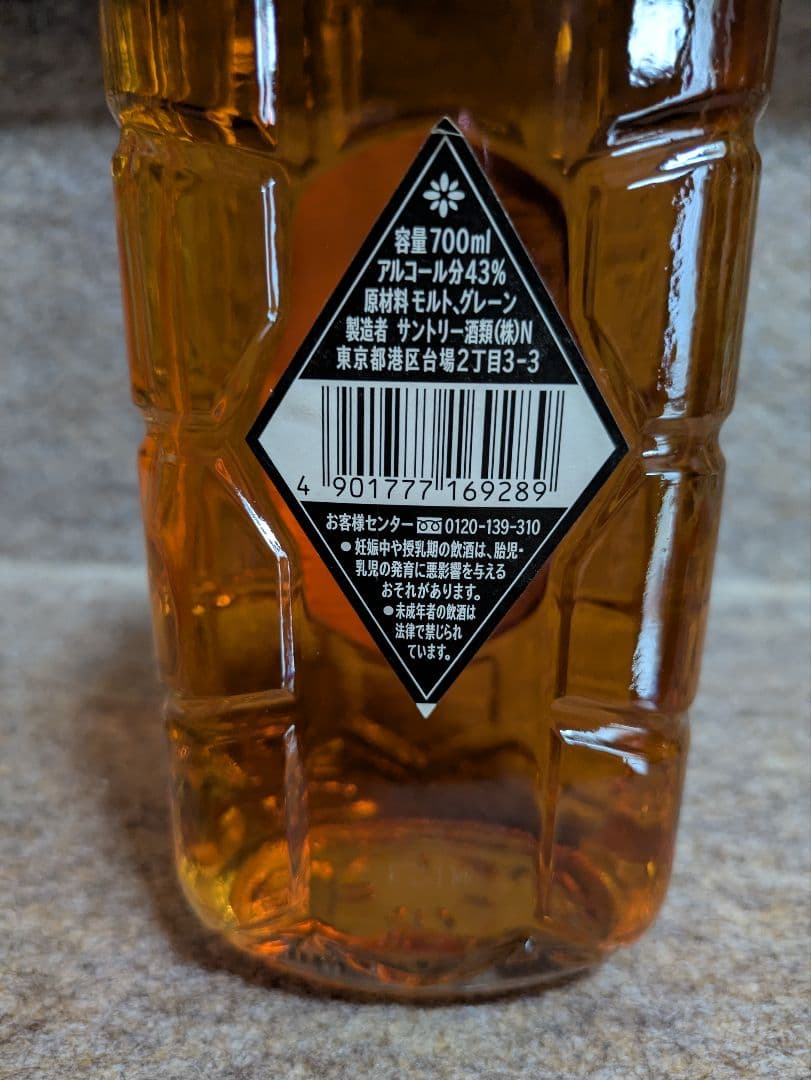 容量 700ml
アルコール分43%
原材料 モルト、グレーン
製造者 サントリー酒類(株)N
東京都港区台場2丁目3-3
4 901777 169289
お客様センター 0120-139-310
●妊娠中や授乳期の飲酒は、胎児・
乳児の発育に悪影響を与える
おそれがあります。
●未成年者の飲酒は
法律で禁じられ
ています。